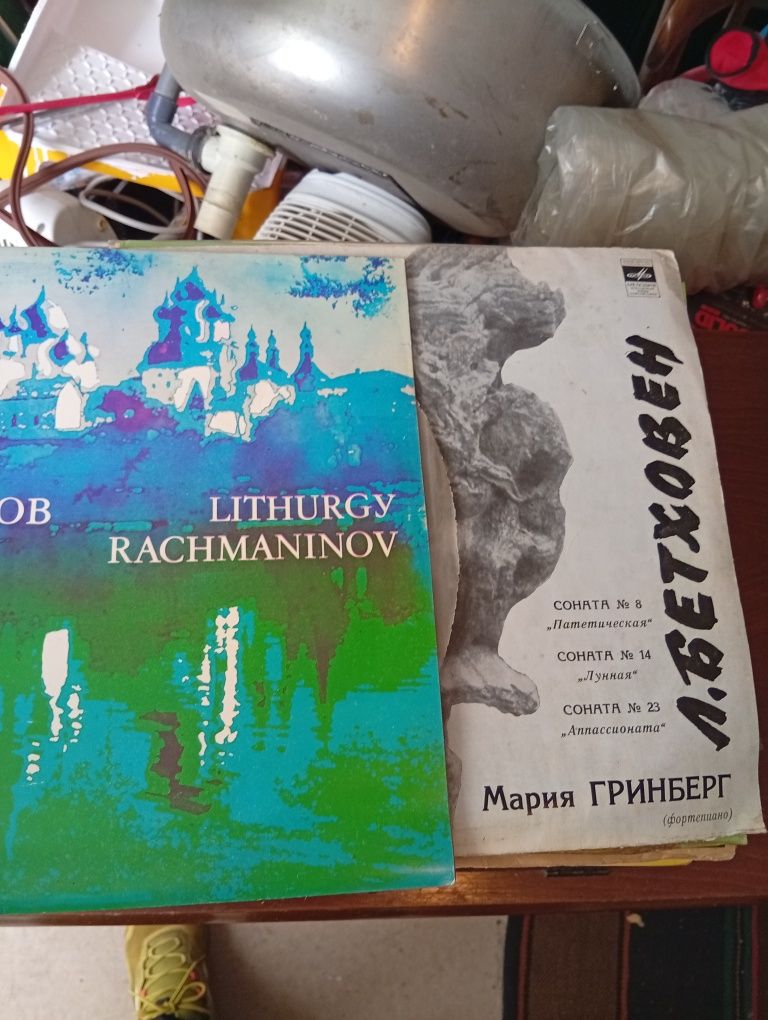 ОВ
LITHURGY
RACHMANINOV
Л.БЕТХОВЕН
СОНАТА № 8
„Патетическая“
СОНАТА № 14
„Лунная“
СОНАТА № 23
„Аппассионата“
Мария ГРИНБЕРГ
(фортепиано)